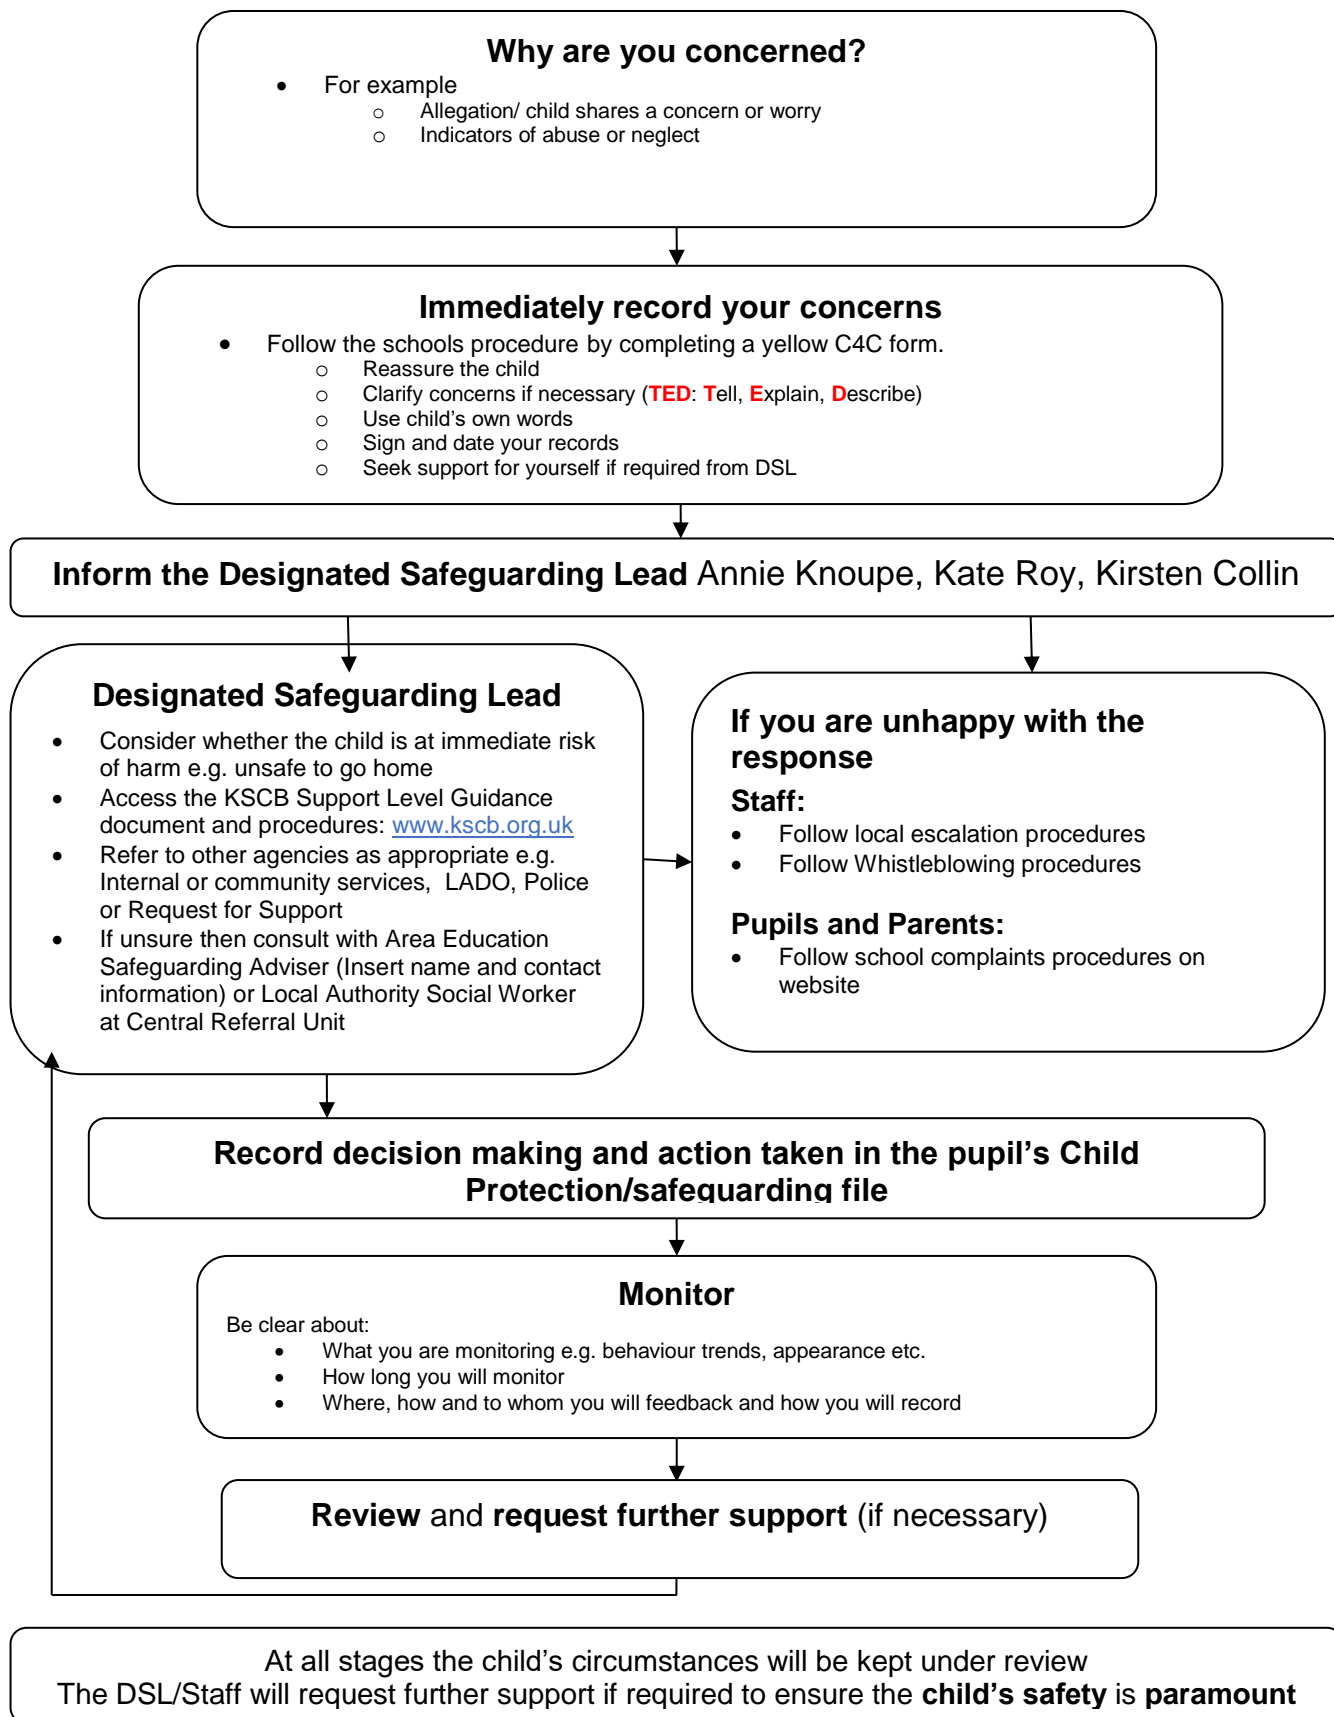 Why are you concerned?
• For example
o Allegation/ child shares a concern or worry
o Indicators of abuse or neglect
Immediately record your concerns
• Follow the schools procedure by completing a yellow C4C form.
o Reassure the child
o Clarify concerns if necessary (TED: Tell, Explain, Describe)
o Use child's own words
o Sign and date your records
o Seek support for yourself if required from DSL
Inform the Designated Safeguarding Lead Annie Knoupe, Kate Roy, Kirsten Collin
Designated Safeguarding Lead
• Consider whether the child is at immediate risk
of harm e.g. unsafe to go home
• Access the KSCB Support Level Guidance
document and procedures: www.kscb.org.uk
• Refer to other agencies as appropriate e.g.
Internal or community services,  LADO, Police
or Request for Support
• If unsure then consult with Area Education
Safeguarding Adviser (Insert name and contact
information) or Local Authority Social Worker
at Central Referral Unit
If you are unhappy with the
response
Staff:
• Follow local escalation procedures
• Follow Whistleblowing procedures
Pupils and Parents:
• Follow school complaints procedures on
website
Record decision making and action taken in the pupil's Child
Protection/safeguarding file
Monitor
Be clear about:
• What you are monitoring e.g. behaviour trends, appearance etc.
• How long you will monitor
• Where, how and to whom you will feedback and how you will record
Review and request further support (if necessary)
At all stages the child's circumstances will be kept under review
The DSL/Staff will request further support if required to ensure the child's safety is paramount